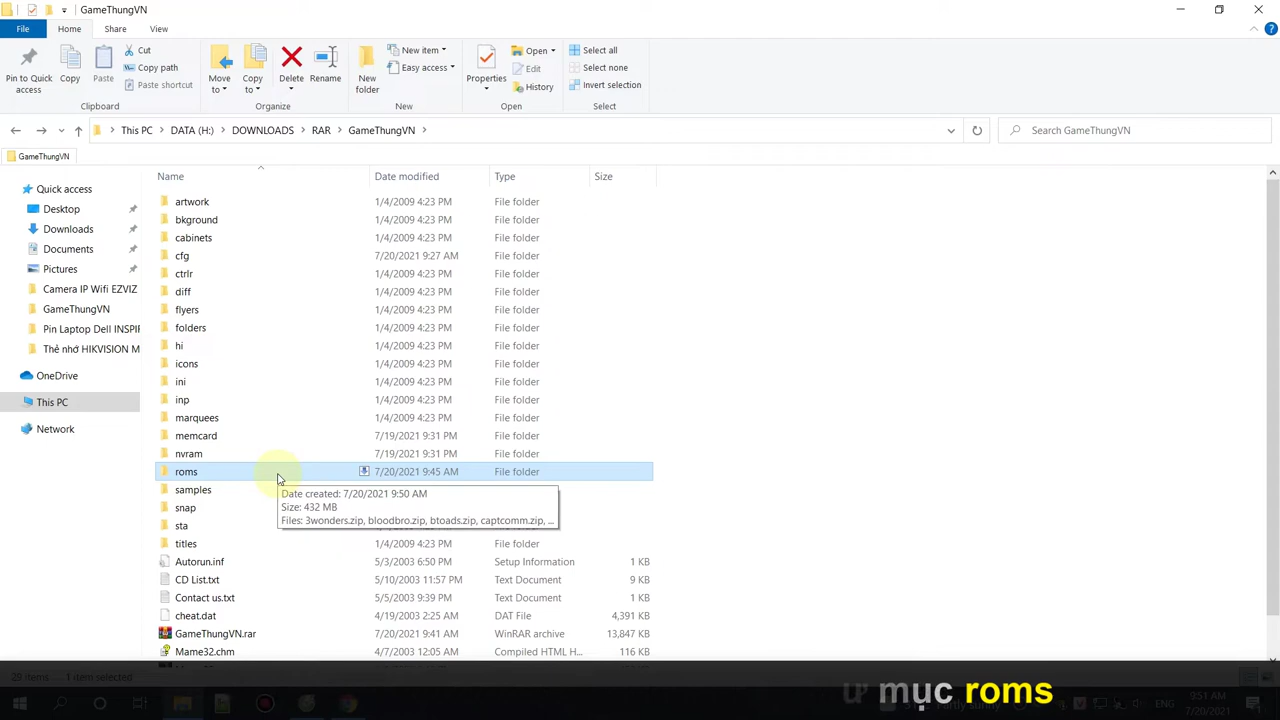 GameThungVN
File Home Share View
Pin to Quick access
Copy
Paste
Cut
Copy path
Paste shortcut
Clipboard
Move to
Copy to
Delete
Rename
Organize
New folder
New item
Easy access
New
Properties
Open
Edit
History
Open
Select all
Select none
Invert selection
Select
This PC > DATA (H:) > DOWNLOADS > RAR > GameThungVN >
Search GameThungVN
GameThungVN
Quick access
Desktop
Downloads
Documents
Pictures
Camera IP Wifi EZVIZ
GameThungVN
Pin Laptop Dell INSPI
Thẻ nhớ HIKVISION M
OneDrive
This PC
Network
Name Date modified Type Size
artwork 1/4/2009 4:23 PM File folder
bkground 1/4/2009 4:23 PM File folder
cabinets 1/4/2009 4:23 PM File folder
cfg 7/20/2021 9:27 AM File folder
ctrlr 1/4/2009 4:23 PM File folder
diff 1/4/2009 4:23 PM File folder
flyers 1/4/2009 4:23 PM File folder
folders 1/4/2009 4:23 PM File folder
hi 1/4/2009 4:23 PM File folder
icons 1/4/2009 4:23 PM File folder
ini 1/4/2009 4:23 PM File folder
inp 1/4/2009 4:23 PM File folder
marquees 1/4/2009 4:23 PM File folder
memcard 7/19/2021 9:31 PM File folder
nvram 7/19/2021 9:31 PM File folder
roms 7/20/2021 9:45 AM File folder
samples
snap
sta
Date created: 7/20/2021 9:50 AM
Size: 432 MB
Files: 3wonders.zip, bloodbro.zip, btoads.zip, captcomm.zip, ...
titles 1/4/2009 4:23 PM File folder
Autorun.inf 5/3/2003 6:50 PM Setup Information 1 KB
CD List.txt 5/10/2003 11:57 PM Text Document 9 KB
Contact us.txt 5/5/2003 9:39 PM Text Document 1 KB
cheat.dat 4/19/2003 2:25 AM DAT File 4,391 KB
GameThungVN.rar 7/20/2021 9:41 AM WinRAR archive 13,847 KB
Mame32.chm 4/7/2003 12:05 AM Compiled HTML H... 116 KB
29 items 1 item selected
mục roms
Partly sunny
ENG
9:51 AM
7/20/2021